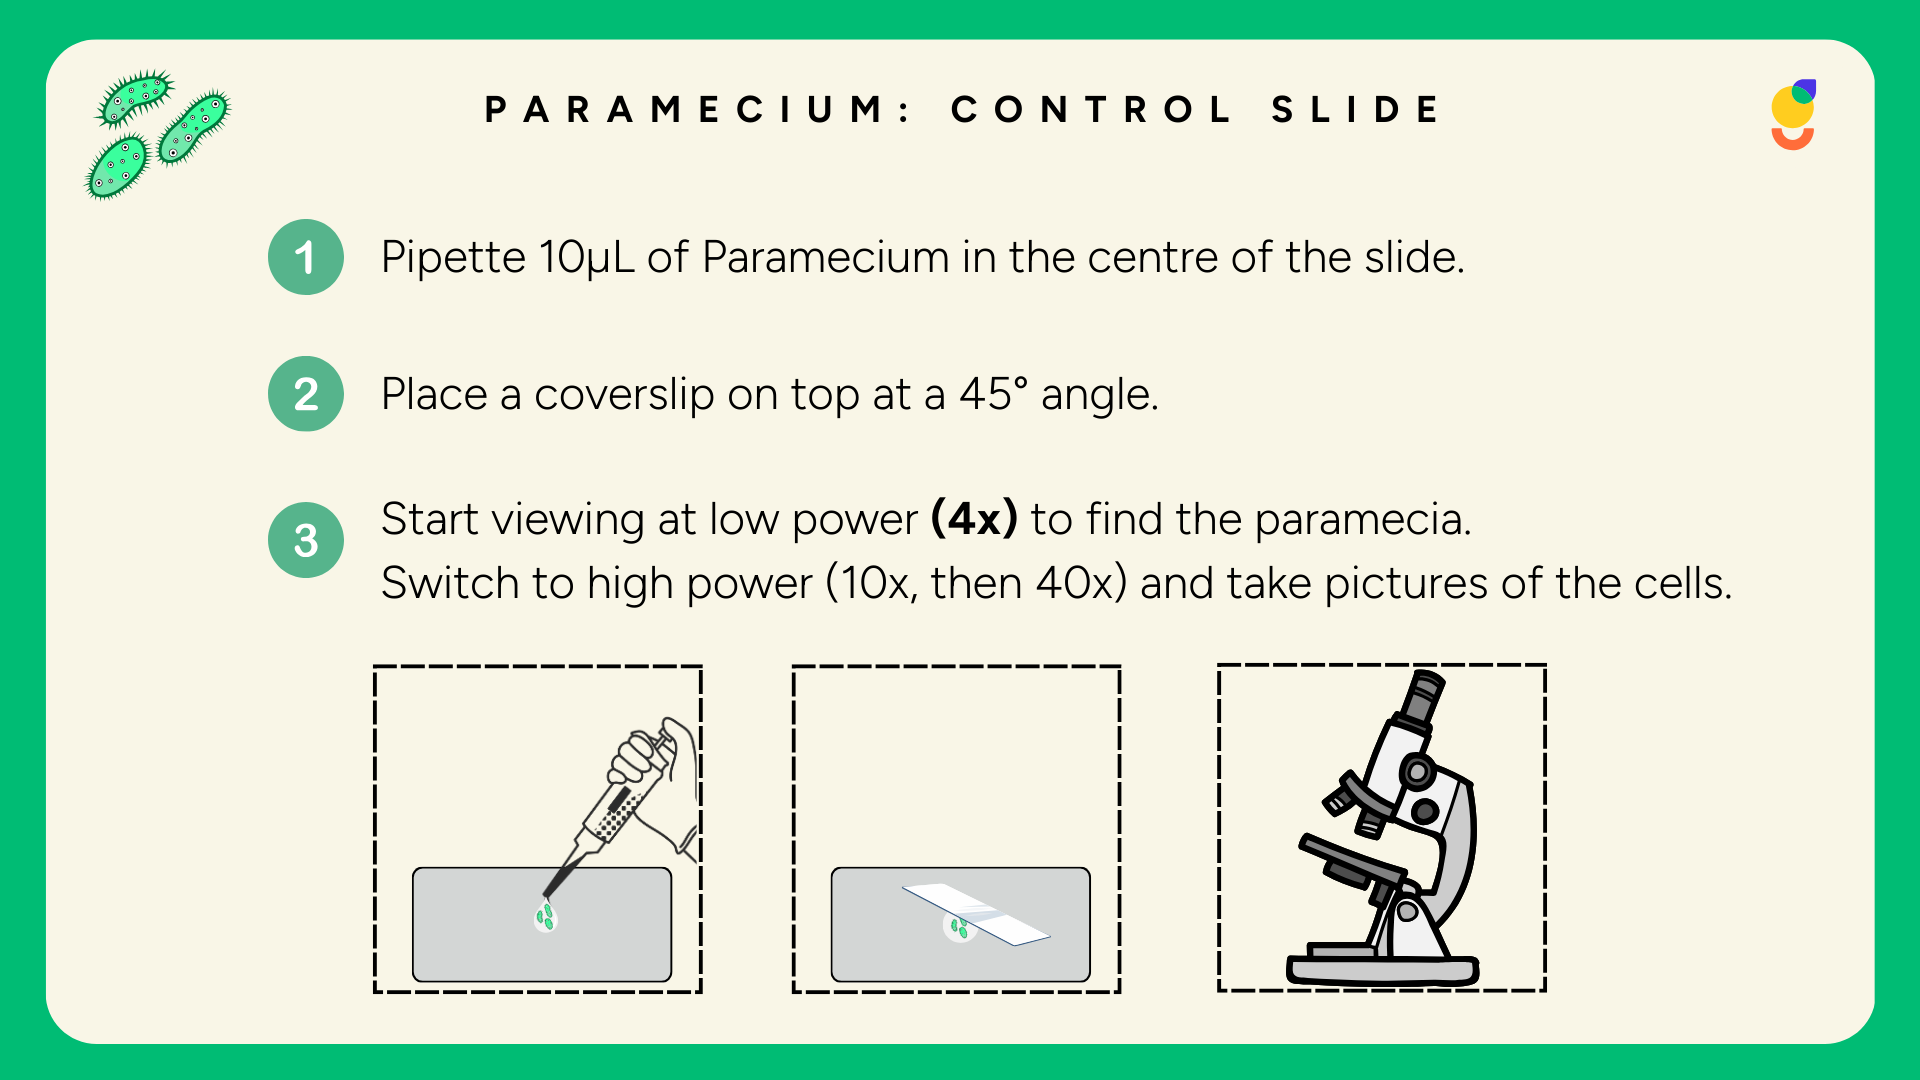 PARAMECIUM: CONTROL SLIDE
1 Pipette 10µL of Paramecium in the centre of the slide.
2 Place a coverslip on top at a 45° angle.
3 Start viewing at low power (4x) to find the paramecia.
Switch to high power (10x, then 40x) and take pictures of the cells.